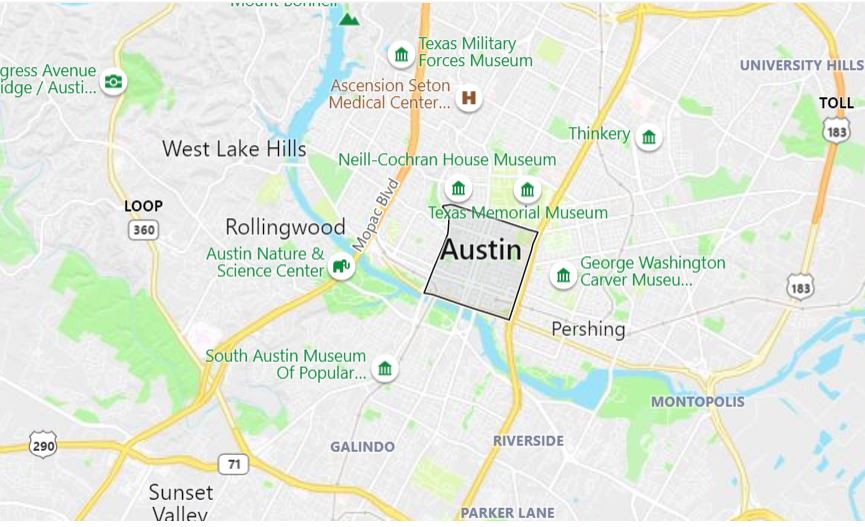 Mount Bonnell
Texas Military
Forces Museum
gress Avenue
idge / Austi...
UNIVERSITY HILLS
Ascension Seton
Medical Center...
H
TOLL
183
Thinkery
West Lake Hills
Neill-Cochran House Museum
LOOP
360
Mopac Blvd
Texas Memorial Museum
Rollingwood
Austin
Austin Nature &
Science Center
George Washington
Carver Museu...
183
Pershing
South Austin Museum
Of Popular...
MONTOPOLIS
290
GALINDO
RIVERSIDE
71
Sunset
Valley
PARKER LANE